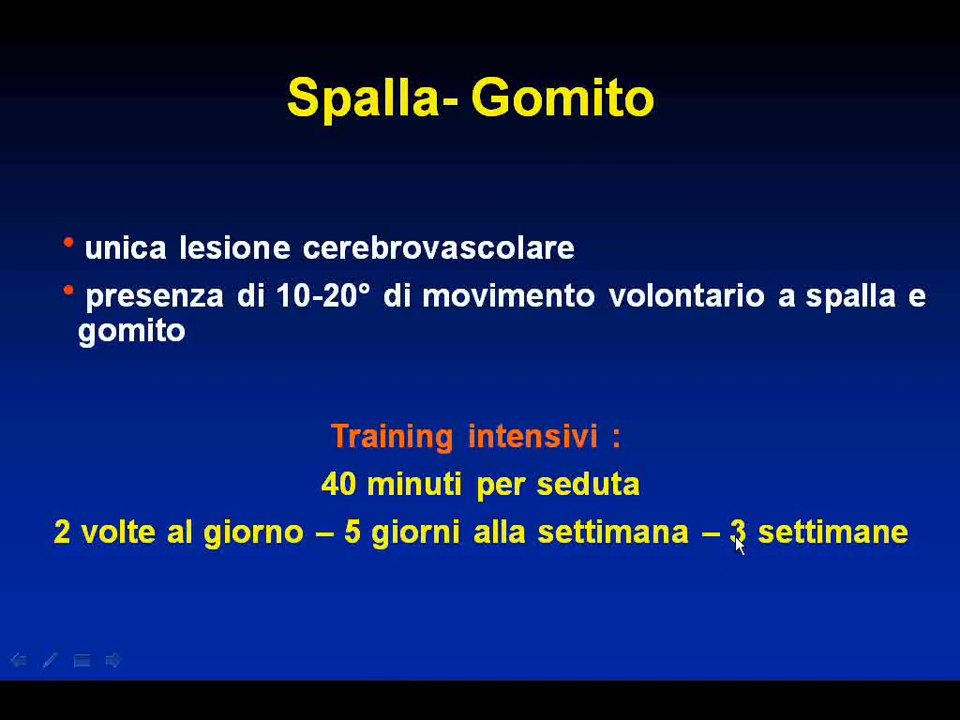 Spalla- Gomito
• unica lesione cerebrovascolare
• presenza di 10-20° di movimento volontario a spalla e
gomito
Training intensivi :
40 minuti per seduta
2 volte al giorno – 5 giorni alla settimana – 3 settimane